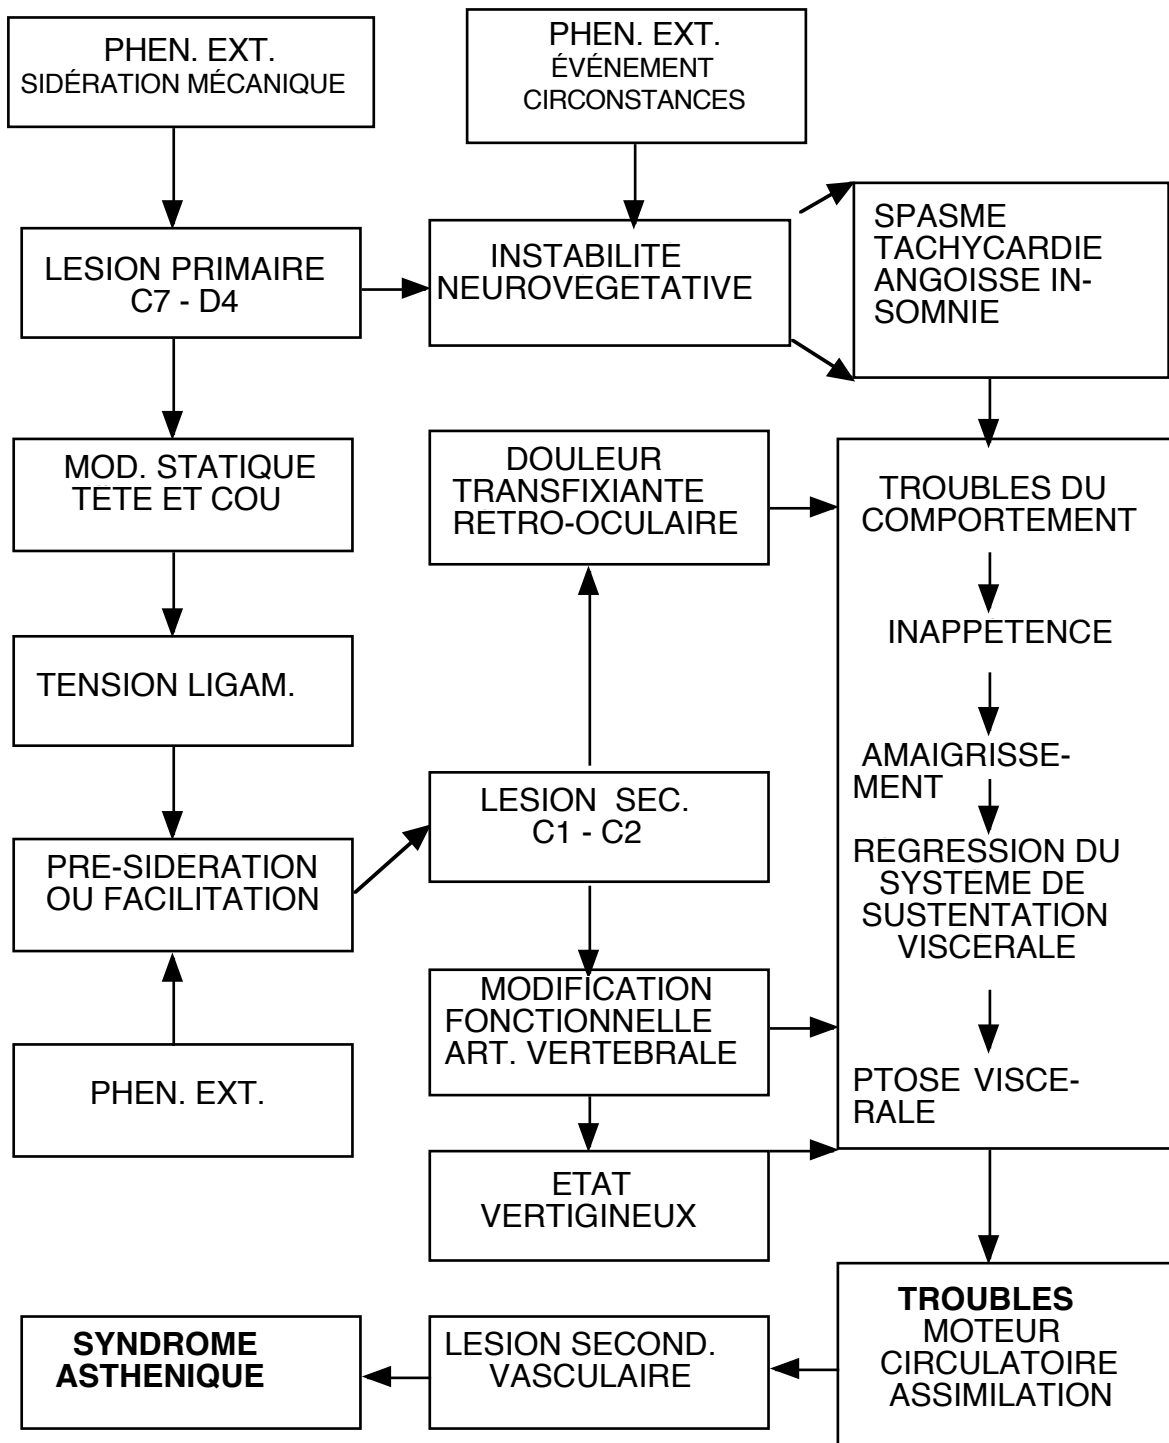 PHEN. EXT.
SIDÉRATION MÉCANIQUE
PHEN. EXT.
ÉVÉNEMENT
CIRCONSTANCES
LESION PRIMAIRE
C7 - D4
INSTABILITE
NEUROVEGETATIVE
SPASME
TACHYCARDIE
ANGOISSE IN-
SOMNIE
MOD. STATIQUE
TÊTE ET COU
DOULEUR
TRANSFIXIANTE
RETRO-OCULAIRE
TROUBLES DU
COMPORTEMENT
INAPPETENCE
AMAIGRISSE-
MENT
REGRESSION DU
SYSTEME DE
SUSTENTATION
VISCERALE
PTOSE VISCE-
RALE
TENSION LIGAM.
PRE-SIDERATION
OU FACILITATION
LESION SEC.
C1 - C2
PHEN. EXT.
MODIFICATION
FONCTIONNELLE
ART. VERTEBRALE
ETAT
VERTIGINEUX
TROUBLES
MOTEUR
CIRCULATOIRE
ASSIMILATION
LESION SECOND.
VASCULAIRE
SYNDROME
ASTHENIQUE